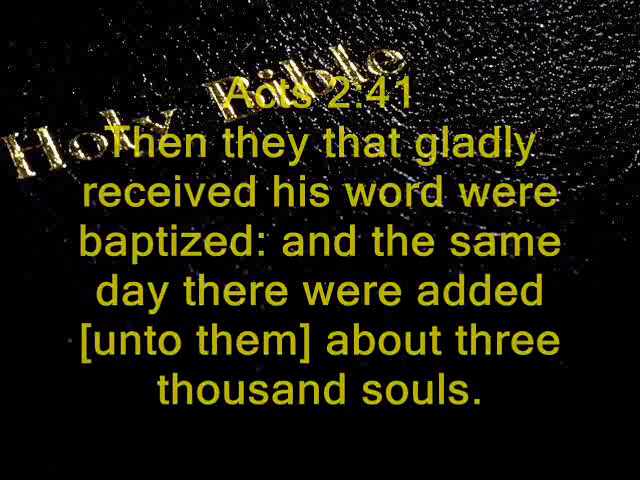 Holy Bible
Acts 2:41
Then they that gladly
received his word were
baptized: and the same
day there were added
[unto them] about three
thousand souls.